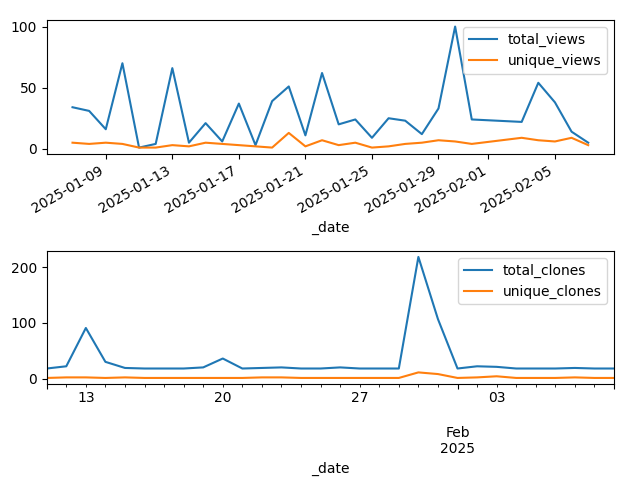 100
50
0
total_views
unique_views
2025-01-09
2025-01-13
2025-01-17
2025-01-21
2025-01-25
2025-01-29
2025-02-01
2025-02-05
_date
200
100
0
total_clones
unique_clones
13
20
27
03
Feb
2025
_date